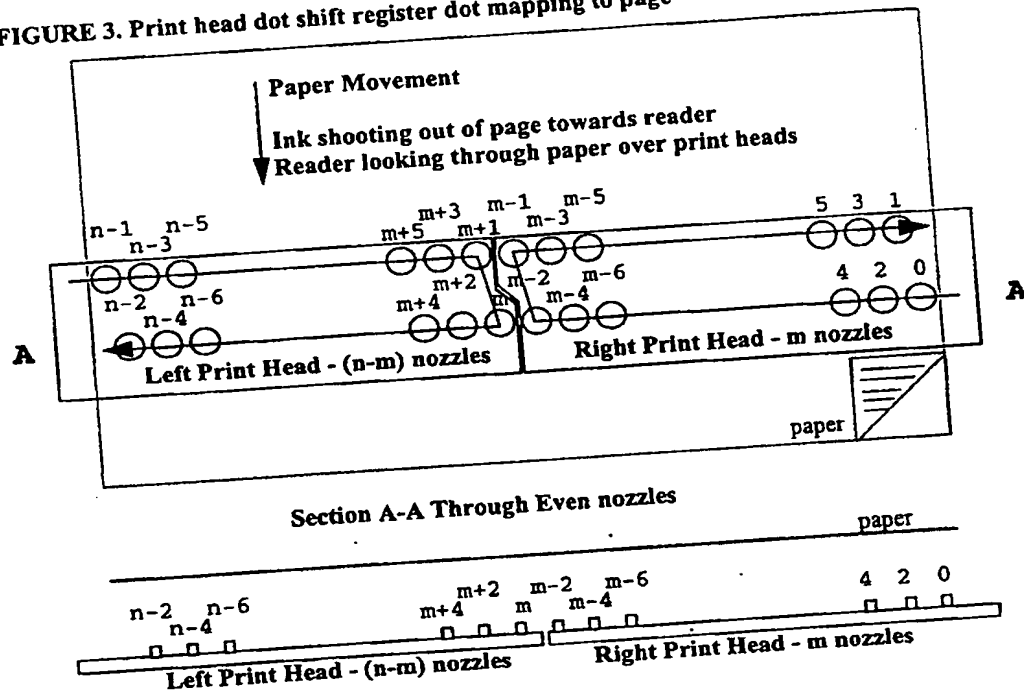 FIGURE 3. Print head dot shift register dot mapping to page
Paper Movement
Ink shooting out of page towards reader
Reader looking through paper over print heads
n-1 n-3 n-5 m+5 m+3 m+1 m-1 m-3 m-5 5 3 1
n-2 n-4 n-6 m+4 m+2 m m-2 m-4 m-6 4 2 0
A A
Left Print Head - (n-m) nozzles Right Print Head - m nozzles
paper
Section A-A Through Even nozzles
paper
n-2 n-4 n-6 m+4 m+2 m m-2 m-4 m-6 4 2 0
Left Print Head - (n-m) nozzles Right Print Head - m nozzles